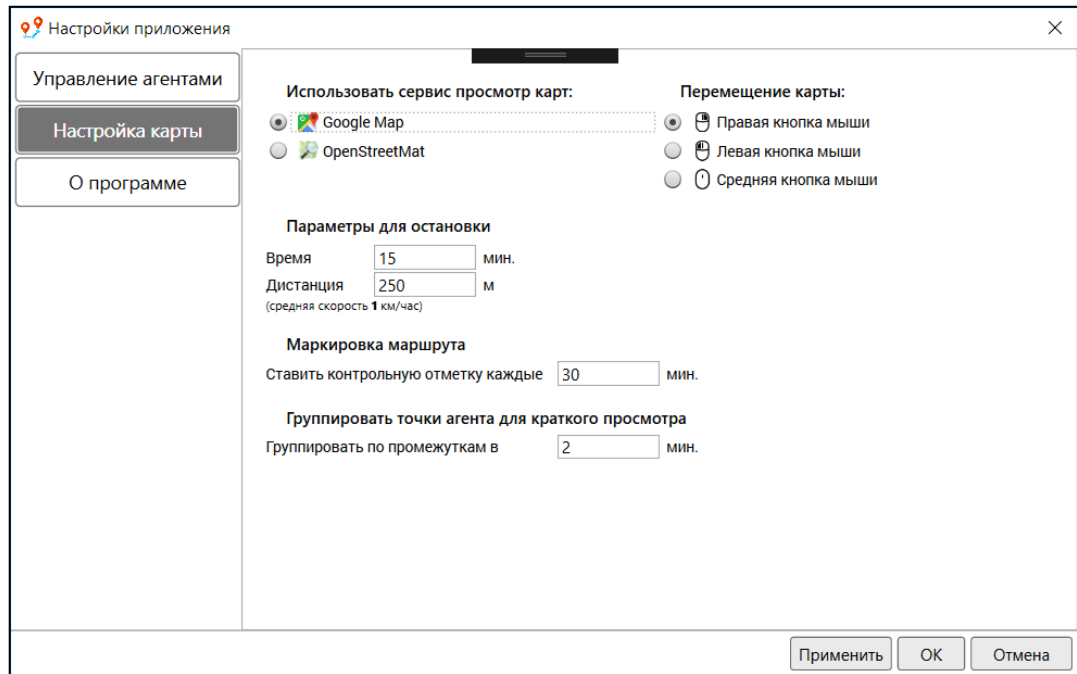 Настройки приложения
Управление агентами
Настройка карты
О программе
Использовать сервис просмотр карт:
Google Map
OpenStreetMat
Перемещение карты:
Правая кнопка мыши
Левая кнопка мыши
Средняя кнопка мыши
Параметры для остановки
Время 15 мин.
Дистанция 250 м
(средняя скорость 1 км/час)
Маркировка маршрута
Ставить контрольную отметку каждые 30 мин.
Группировать точки агента для краткого просмотра
Группировать по промежуткам в 2 мин.
Применить ОК Отмена